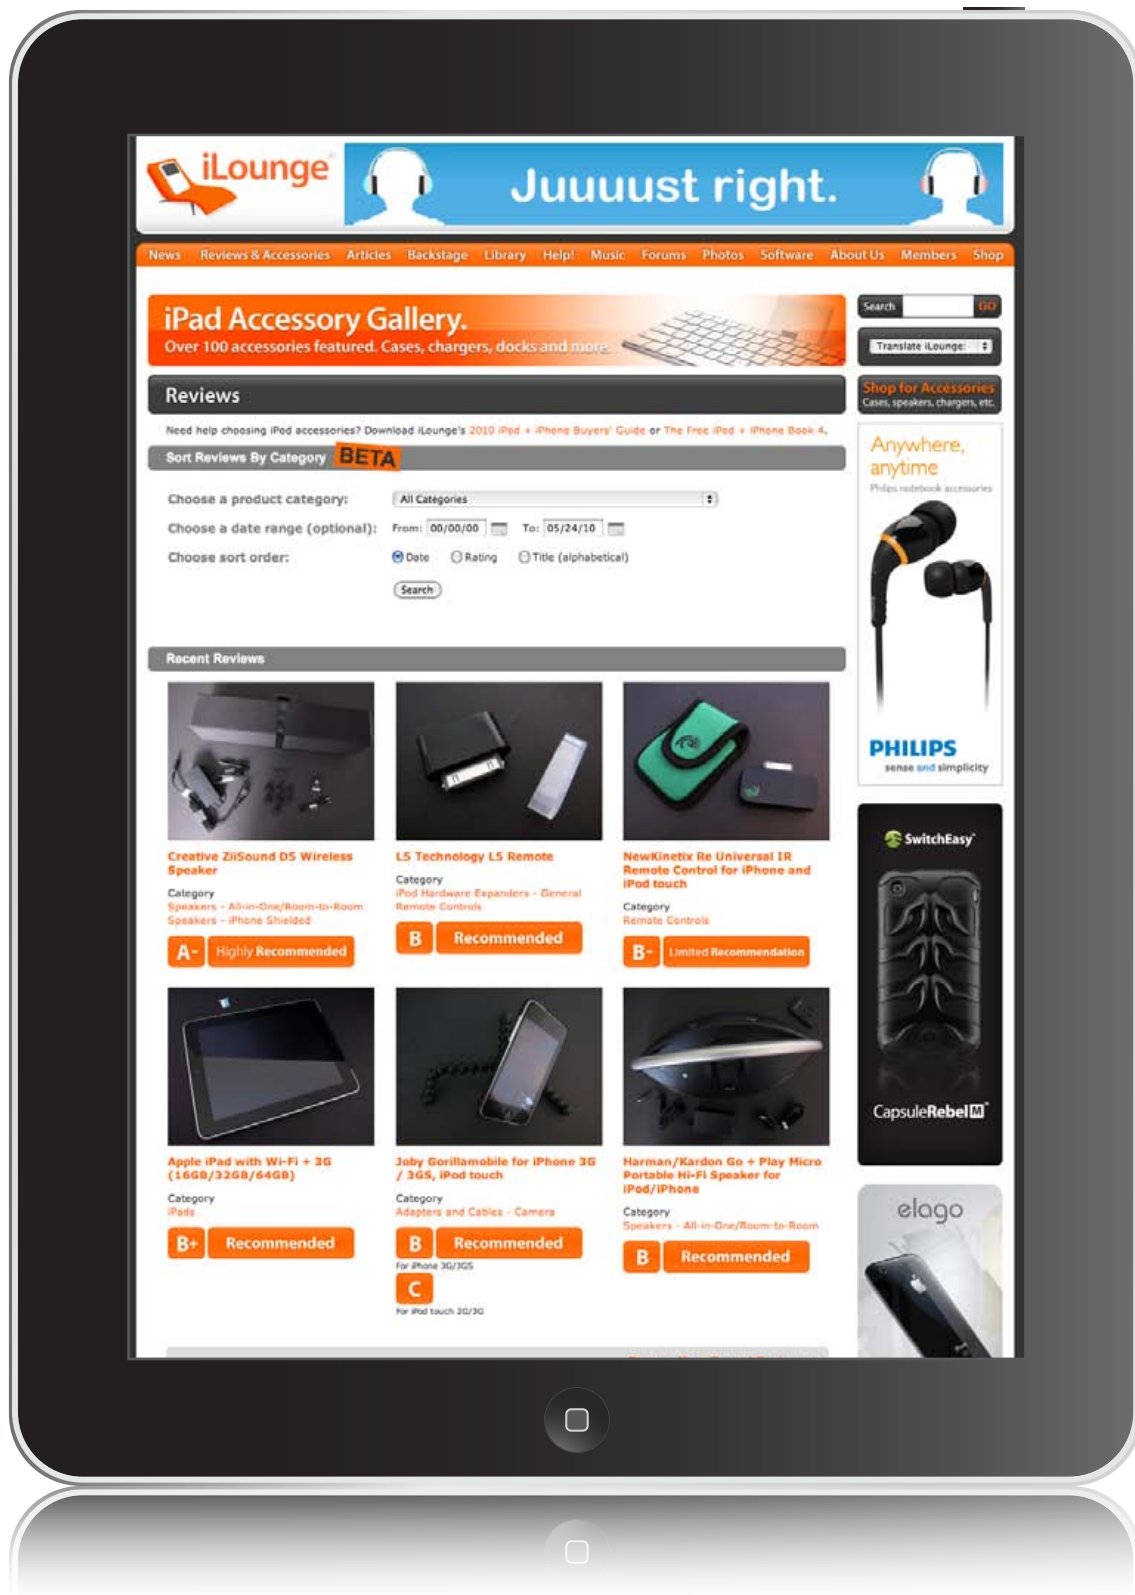 iLounge
Juuuust right.
News Reviews & Accessories Articles Backstage Library Help! Music Forums Photos Software About Us Members Shop
iPad Accessory Gallery.
Over 100 accessories featured. Cases, chargers, docks and more.
Search GO
Translate iLounge:
Reviews
Shop for Accessories
Cases, speakers, chargers, etc.
Need help choosing iPod accessories? Download iLounge's 2010 iPod + iPhone Buyers' Guide or The Free iPod + iPhone Book 4.
Sort Reviews By Category BETA
Choose a product category: All Categories
Choose a date range (optional): From: 00/00/00 To: 05/24/10
Choose sort order: Date Rating Title (alphabetical)
Search
Anywhere,
anytime
Philips notebook accessories
PHILIPS
sense and simplicity
Recent Reviews
Creative ZiiSound D5 Wireless
Speaker
Category
Speakers - All-in-One/Room-to-Room
Speakers - iPhone Shielded
A- Highly Recommended
L5 Technology L5 Remote
Category
iPod Hardware Expanders - General
Remote Controls
B Recommended
NewKinetix Re Universal IR
Remote Control for iPhone and
iPod touch
Category
Remote Controls
B- Limited Recommendation
SwitchEasy
CapsuleRebel M
Apple iPad with Wi-Fi + 3G
(16GB/32GB/64GB)
Category
iPads
B+ Recommended
Joby Gorillamobile for iPhone 3G
/ 3GS, iPod touch
Category
Adapters and Cables - Camera
B Recommended
For iPhone 3G/3GS
C
For iPod touch 2G/3G
Harman/Kardon Go + Play Micro
Portable Hi-Fi Speaker for
iPod/iPhone
Category
Speakers - All-in-One/Room-to-Room
B Recommended
elago